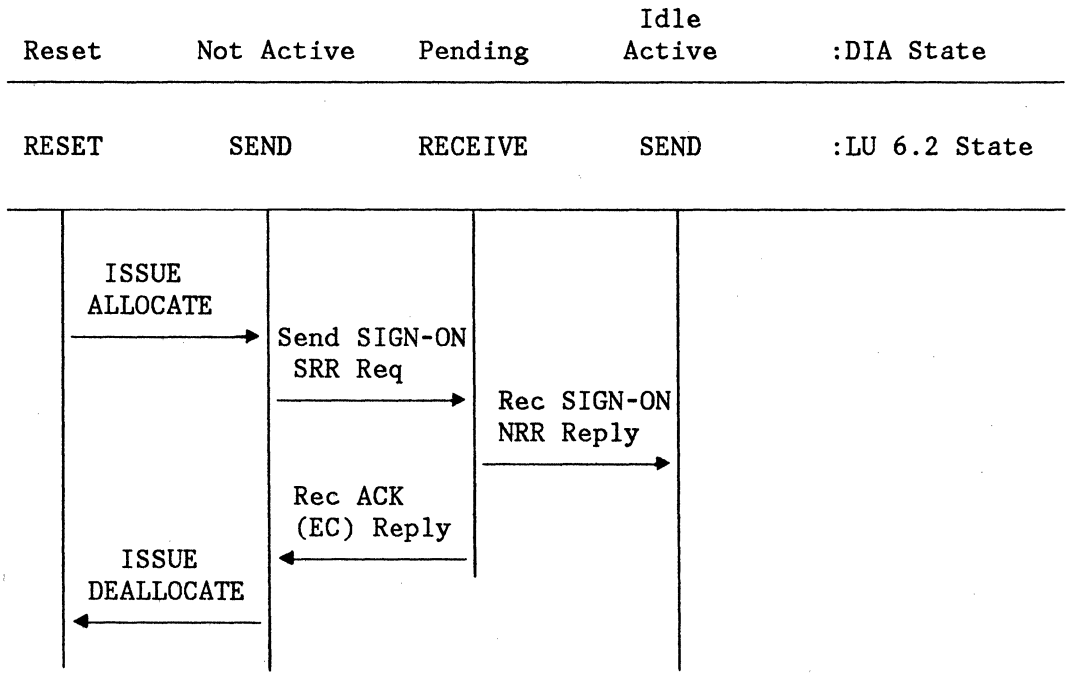 Idle
Reset Not Active Pending Active :DIA State
RESET SEND RECEIVE SEND :LU 6.2 State
ISSUE
ALLOCATE
Send SIGN-ON
SRR Req
Rec SIGN-ON
NRR Reply
Rec ACK
(EC) Reply
ISSUE
DEALLOCATE